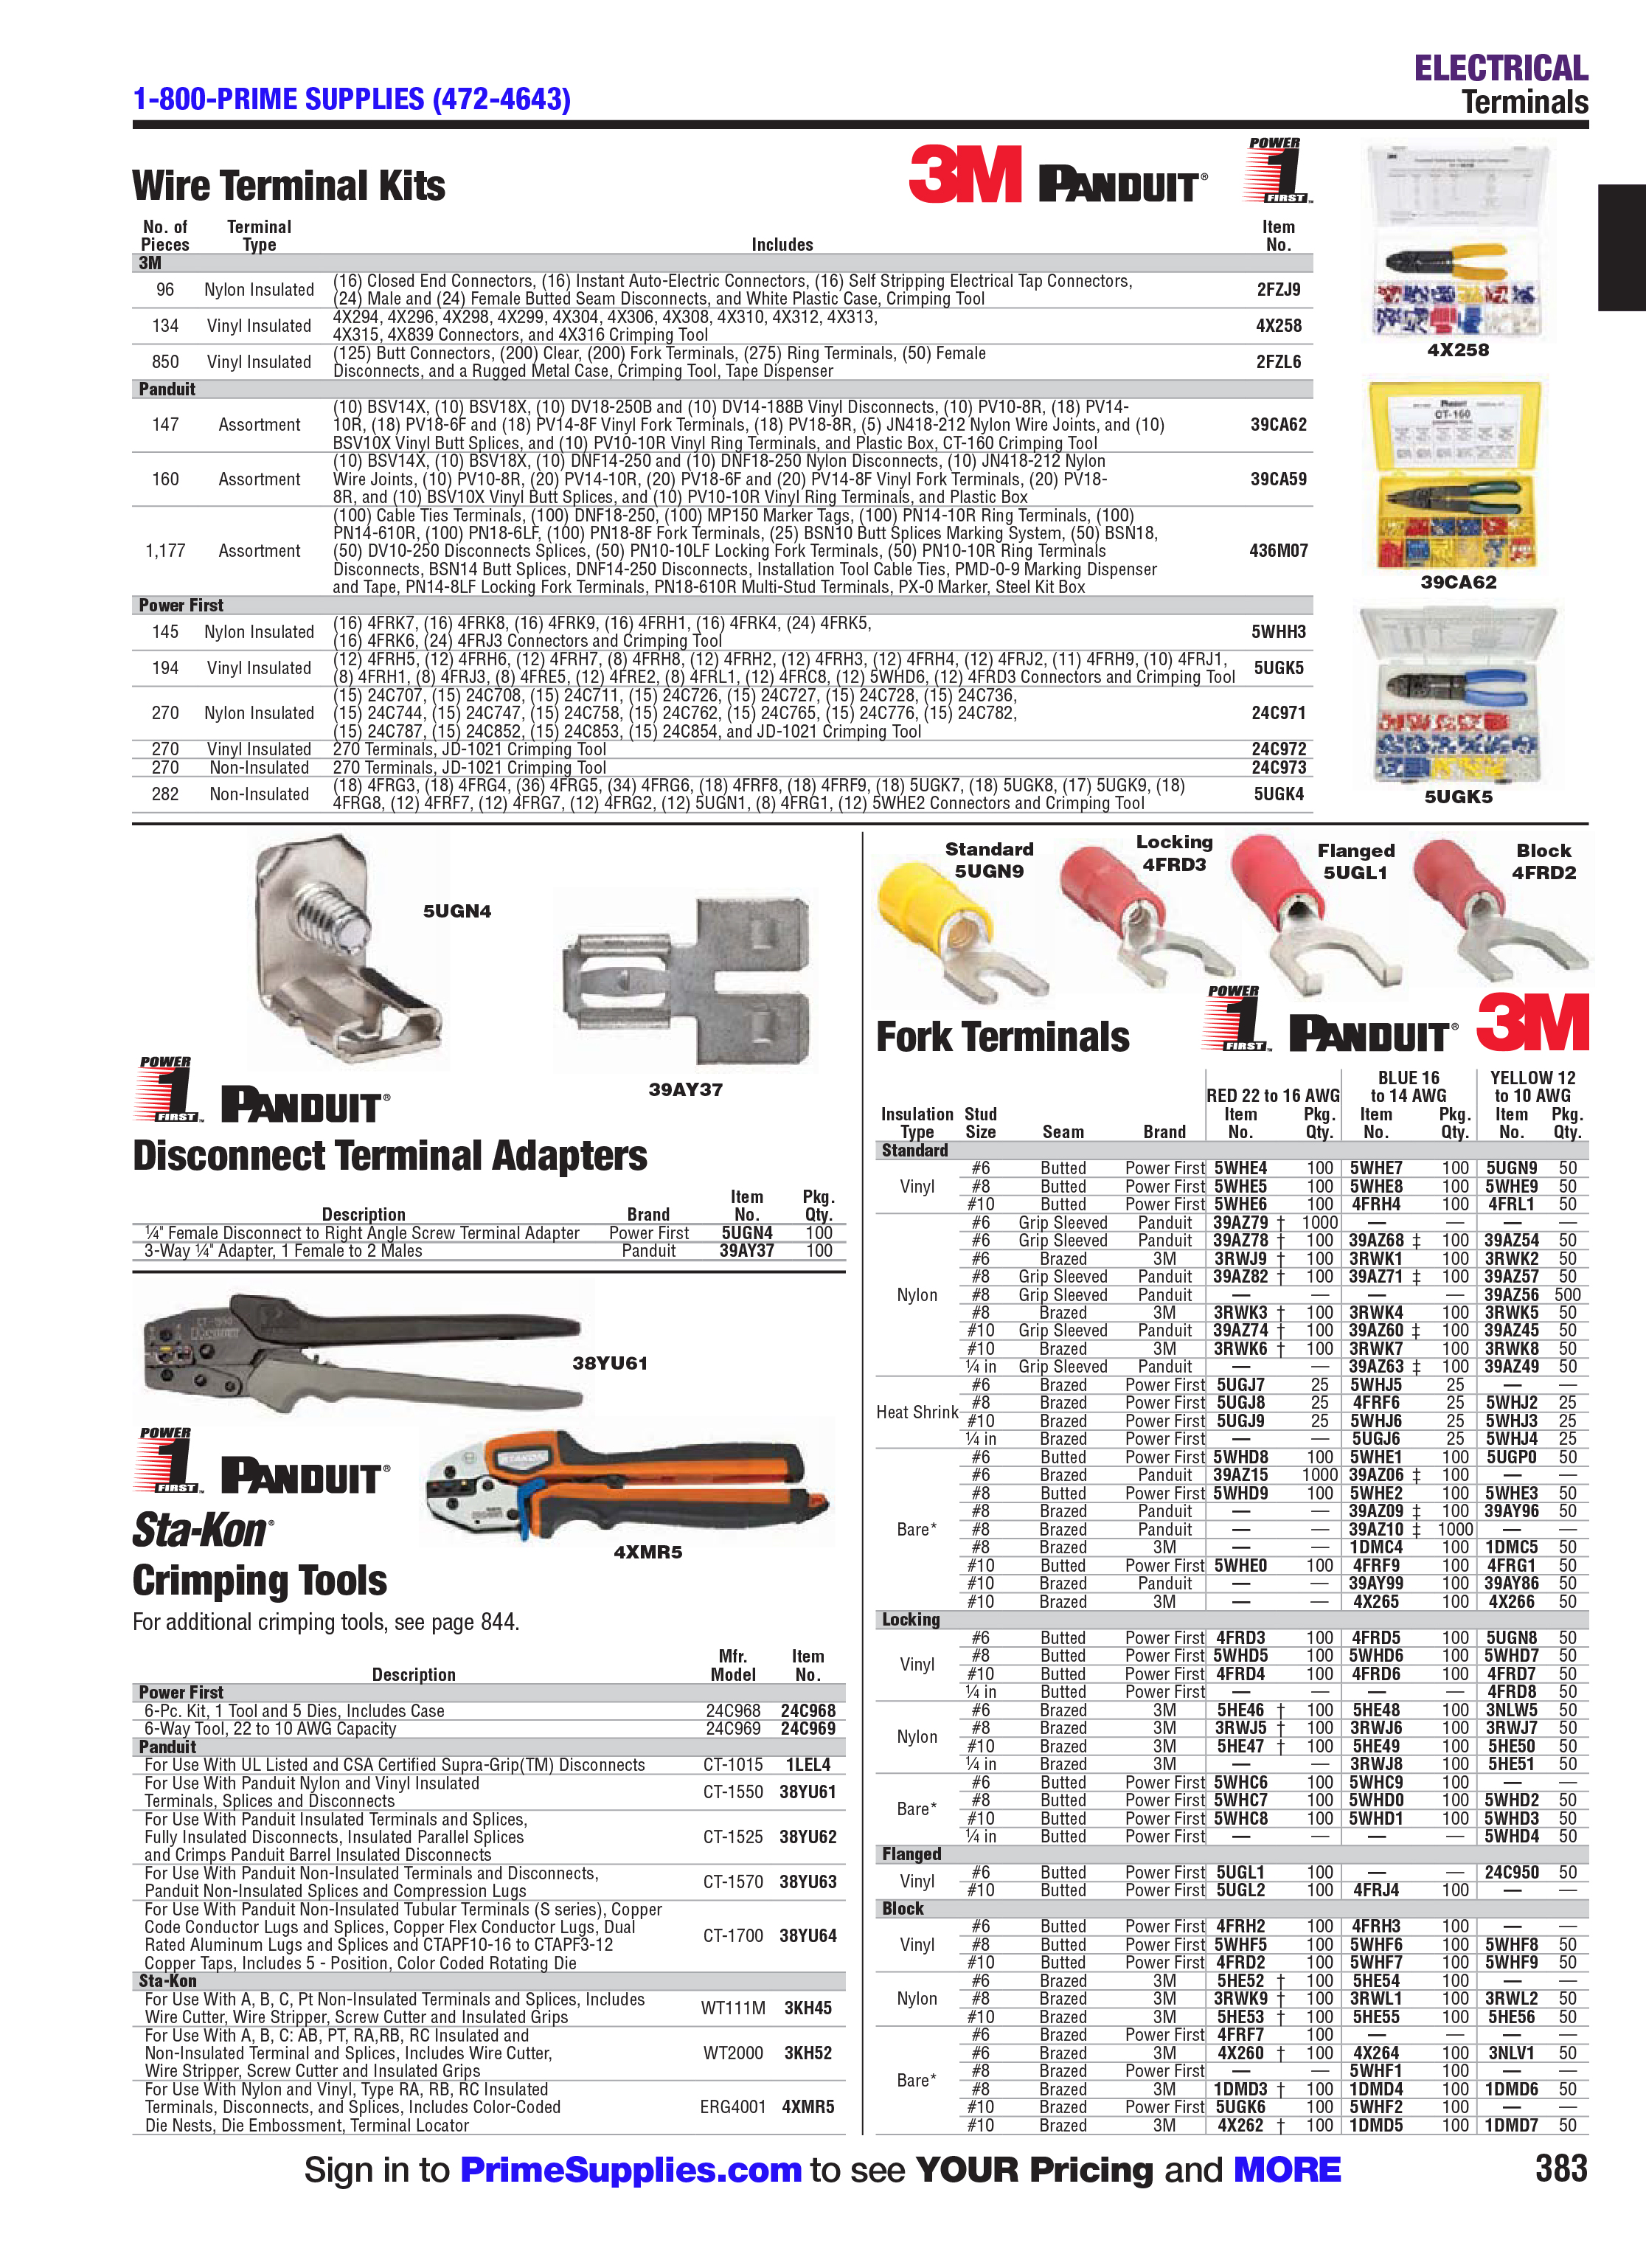 ELECTRICAL
1-800-PRIME SUPPLIES (472-4643)
Terminals
Wire Terminal Kits
3M PANDUIT® POWER 1 FIRST™
No. of Pieces Terminal Type Includes Item No.
3M
96 Nylon Insulated (16) Closed End Connectors, (16) Instant Auto-Electric Connectors, (16) Self Stripping Electrical Tap Connectors,
(24) Male and (24) Female Butted Seam Disconnects, and White Plastic Case, Crimping Tool 2FZJ9
134 Vinyl Insulated 4X294, 4X296, 4X298, 4X299, 4X304, 4X306, 4X308, 4X310, 4X312, 4X313,
4X315, 4X839 Connectors, and 4X316 Crimping Tool 4X258
850 Vinyl Insulated (125) Butt Connectors, (200) Clear, (200) Fork Terminals, (275) Ring Terminals, (50) Female
Disconnects, and a Rugged Metal Case, Crimping Tool, Tape Dispenser 2FZL6
Panduit
147 Assortment (10) BSV14X, (10) BSV18X, (10) DV18-250B and (10) DV14-188B Vinyl Disconnects, (10) PV10-8R, (18) PV14-
10R, (18) PV18-6F and (18) PV14-8F Vinyl Fork Terminals, (18) PV18-8R, (5) JN418-212 Nylon Wire Joints, and (10)
BSV10X Vinyl Butt Splices, and (10) PV10-10R Vinyl Ring Terminals, and Plastic Box, CT-160 Crimping Tool 39CA62
160 Assortment (10) BSV14X, (10) BSV18X, (10) DNF14-250 and (10) DNF18-250 Nylon Disconnects, (10) JN418-212 Nylon
Wire Joints, (10) PV10-8R, (20) PV14-10R, (20) PV18-6F and (20) PV14-8F Vinyl Fork Terminals, (20) PV18-
8R, and (10) BSV10X Vinyl Butt Splices, and (10) PV10-10R Vinyl Ring Terminals, and Plastic Box 39CA59
1,177 Assortment (100) Cable Ties Terminals, (100) DNF18-250, (100) MP150 Marker Tags, (100) PN14-10R Ring Terminals, (100)
PN14-610R, (100) PN18-6LF, (100) PN18-8F Fork Terminals, (25) BSN10 Butt Splices Marking System, (50) BSN18,
(50) DV10-250 Disconnects Splices, (50) PN10-10LF Locking Fork Terminals, (50) PN10-10R Ring Terminals
Disconnects, BSN14 Butt Splices, DNF14-250 Disconnects, Installation Tool Cable Ties, PMD-0-9 Marking Dispenser
and Tape, PN14-8LF Locking Fork Terminals, PN18-610R Multi-Stud Terminals, PX-0 Marker, Steel Kit Box 436M07
Power First
145 Nylon Insulated (16) 4FRK7, (16) 4FRK8, (16) 4FRK9, (16) 4FRH1, (16) 4FRK4, (24) 4FRK5,
(16) 4FRK6, (24) 4FRJ3 Connectors and Crimping Tool 5WHH3
194 Vinyl Insulated (12) 4FRH5, (12) 4FRH6, (12) 4FRH7, (8) 4FRH8, (12) 4FRH2, (12) 4FRH3, (12) 4FRH4, (12) 4FRJ2, (11) 4FRH9, (10) 4FRJ1,
(8) 4FRH1, (8) 4FRJ3, (8) 4FRE5, (12) 4FRE2, (8) 4FRL1, (12) 4FRC8, (12) 5WHD6, (12) 4FRD3 Connectors and Crimping Tool 5UGK5
270 Nylon Insulated (15) 24C707, (15) 24C708, (15) 24C711, (15) 24C726, (15) 24C727, (15) 24C728, (15) 24C736,
(15) 24C744, (15) 24C747, (15) 24C758, (15) 24C762, (15) 24C765, (15) 24C776, (15) 24C782,
(15) 24C787, (15) 24C852, (15) 24C853, (15) 24C854, and JD-1021 Crimping Tool 24C971
270 Vinyl Insulated 270 Terminals, JD-1021 Crimping Tool 24C972
270 Non-Insulated 270 Terminals, JD-1021 Crimping Tool 24C973
282 Non-Insulated (18) 4FRG3, (18) 4FRG4, (36) 4FRG5, (34) 4FRG6, (18) 4FRF8, (18) 4FRF9, (18) 5UGK7, (18) 5UGK8, (17) 5UGK9, (18)
4FRG8, (12) 4FRF7, (12) 4FRG7, (12) 4FRG2, (12) 5UGN1, (8) 4FRG1, (12) 5WHE2 Connectors and Crimping Tool 5UGK4
4X258
Panduit
CT-160
39CA62
5UGK5
5UGN4
39AY37
POWER 1 FIRST™ PANDUIT®
Disconnect Terminal Adapters
Description Brand Item No. Pkg. Qty.
¼" Female Disconnect to Right Angle Screw Terminal Adapter Power First 5UGN4 100
3-Way ¼" Adapter, 1 Female to 2 Males Panduit 39AY37 100
38YU61
POWER 1 FIRST™ PANDUIT®
Sta-Kon®
4XMR5
Crimping Tools
For additional crimping tools, see page 844.
Description Mfr. Model Item No.
Power First
6-Pc. Kit, 1 Tool and 5 Dies, Includes Case 24C968 24C968
6-Way Tool, 22 to 10 AWG Capacity 24C969 24C969
Panduit
For Use With UL Listed and CSA Certified Supra-Grip(TM) Disconnects CT-1015 1LEL4
For Use With Panduit Nylon and Vinyl Insulated
Terminals, Splices and Disconnects CT-1550 38YU61
For Use With Panduit Insulated Terminals and Splices,
Fully Insulated Disconnects, Insulated Parallel Splices
and Crimps Panduit Barrel Insulated Disconnects CT-1525 38YU62
For Use With Panduit Non-Insulated Terminals and Disconnects,
Panduit Non-Insulated Splices and Compression Lugs CT-1570 38YU63
For Use With Panduit Non-Insulated Tubular Terminals (S series), Copper
Code Conductor Lugs and Splices, Copper Flex Conductor Lugs, Dual
Rated Aluminum Lugs and Splices and CTAPF10-16 to CTAPF3-12
Copper Taps, Includes 5 - Position, Color Coded Rotating Die CT-1700 38YU64
Sta-Kon
For Use With A, B, C, Pt Non-Insulated Terminals and Splices, Includes
Wire Cutter, Wire Stripper, Screw Cutter and Insulated Grips WT111M 3KH45
For Use With A, B, C: AB, PT, RA,RB, RC Insulated and
Non-Insulated Terminal and Splices, Includes Wire Cutter,
Wire Stripper, Screw Cutter and Insulated Grips WT2000 3KH52
For Use With Nylon and Vinyl, Type RA, RB, RC Insulated
Terminals, Disconnects, and Splices, Includes Color-Coded
Die Nests, Die Embossment, Terminal Locator ERG4001 4XMR5
Standard 5UGN9
Locking 4FRD3
Flanged 5UGL1
Block 4FRD2
Fork Terminals
POWER 1 FIRST™ PANDUIT® 3M
RED 22 to 16 AWG BLUE 16 to 14 AWG YELLOW 12 to 10 AWG
Insulation Type Stud Size Seam Brand Item No. Pkg. Qty. Item No. Pkg. Qty. Item No. Pkg. Qty.
Standard
Vinyl
#6 Butted Power First 5WHE4 100 5WHE7 100 5UGN9 50
#8 Butted Power First 5WHE5 100 5WHE8 100 5WHE9 50
#10 Butted Power First 5WHE6 100 4FRH4 100 4FRL1 50
Nylon
#6 Grip Sleeved Panduit 39AZ79 † 1000 — — — —
#6 Grip Sleeved Panduit 39AZ78 † 100 39AZ68 ‡ 100 39AZ54 50
#6 Brazed 3M 3RWJ9 † 100 3RWK1 100 3RWK2 50
#8 Grip Sleeved Panduit 39AZ82 † 100 39AZ71 ‡ 100 39AZ57 50
#8 Grip Sleeved Panduit — — — — 39AZ56 500
#8 Brazed 3M 3RWK3 † 100 3RWK4 100 3RWK5 50
#10 Grip Sleeved Panduit 39AZ74 † 100 39AZ60 ‡ 100 39AZ45 50
#10 Brazed 3M 3RWK6 † 100 3RWK7 100 3RWK8 50
¼ in Grip Sleeved Panduit — — 39AZ63 ‡ 100 39AZ49 50
Heat Shrink
#6 Brazed Power First 5UGJ7 25 5WHJ5 25 — —
#8 Brazed Power First 5UGJ8 25 4FRF6 25 5WHJ2 25
#10 Brazed Power First 5UGJ9 25 5WHJ6 25 5WHJ3 25
¼ in Brazed Power First — — 5UGJ6 25 5WHJ4 25
Bare*
#6 Butted Power First 5WHD8 100 5WHE1 100 5UGP0 50
#6 Brazed Panduit 39AZ15 1000 39AZ06 ‡ 100 — —
#8 Butted Power First 5WHD9 100 5WHE2 100 5WHE3 50
#8 Brazed Panduit — — 39AZ09 ‡ 100 39AY96 50
#8 Brazed Panduit — — 39AZ10 ‡ 1000 — —
#8 Brazed 3M — — 1DMC4 100 1DMC5 50
#10 Butted Power First 5WHE0 100 4FRF9 100 4FRG1 50
#10 Brazed Panduit — — 39AY99 100 39AY86 50
#10 Brazed 3M — — 4X265 100 4X266 50
Locking
Vinyl
#6 Butted Power First 4FRD3 100 4FRD5 100 5UGN8 50
#8 Butted Power First 5WHD5 100 5WHD6 100 5WHD7 50
#10 Butted Power First 4FRD4 100 4FRD6 100 4FRD7 50
¼ in Butted Power First — — — — 4FRD8 50
Nylon
#6 Brazed 3M 5HE46 † 100 5HE48 100 3NLW5 50
#8 Brazed 3M 3RWJ5 † 100 3RWJ6 100 3RWJ7 50
#10 Brazed 3M 5HE47 † 100 5HE49 100 5HE50 50
¼ in Brazed 3M — — 3RWJ8 100 5HE51 50
Bare*
#6 Butted Power First 5WHC6 100 5WHC9 100 — —
#8 Butted Power First 5WHC7 100 5WHD0 100 5WHD2 50
#10 Butted Power First 5WHC8 100 5WHD1 100 5WHD3 50
¼ in Butted Power First — — — — 5WHD4 50
Flanged
Vinyl
#6 Butted Power First 5UGL1 100 — — 24C950 50
#10 Butted Power First 5UGL2 100 4FRJ4 100 — —
Block
Vinyl
#6 Butted Power First 4FRH2 100 4FRH3 100 — —
#8 Butted Power First 5WHF5 100 5WHF6 100 5WHF8 50
#10 Butted Power First 4FRD2 100 5WHF7 100 5WHF9 50
Nylon
#6 Brazed 3M 5HE52 † 100 5HE54 100 — —
#8 Brazed 3M 3RWK9 † 100 3RWL1 100 3RWL2 50
#10 Brazed 3M 5HE53 † 100 5HE55 100 5HE56 50
Bare*
#6 Brazed Power First 4FRF7 100 — — — —
#6 Brazed 3M 4X260 † 100 4X264 100 3NLV1 50
#8 Brazed Power First — — 5WHF1 100 — —
#8 Brazed 3M 1DMD3 † 100 1DMD4 100 1DMD6 50
#10 Brazed Power First 5UGK6 100 5WHF2 100 — —
#10 Brazed 3M 4X262 † 100 1DMD5 100 1DMD7 50
Sign in to PrimeSupplies.com to see YOUR Pricing and MORE
383